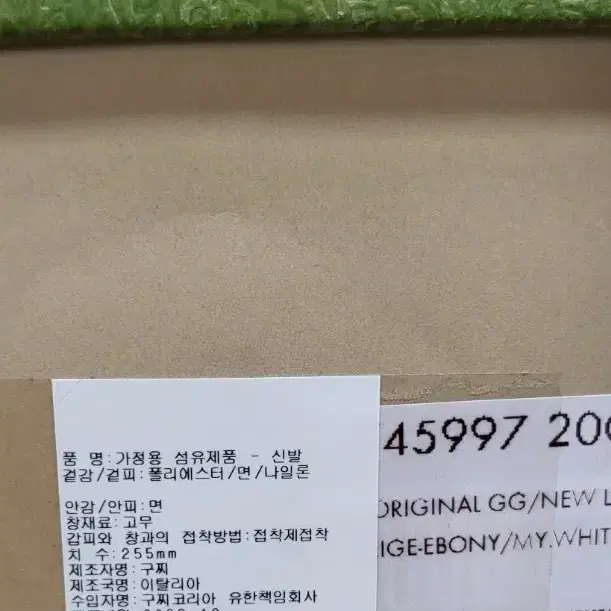 품 명:가정용 섬유제품 - 신발
겉감/겉피:폴리에스터/면/나일론
안감/안피:면
창재료:고무
갑피와 창과의 접착방법:접착제접착
치 수:255mm
제조자명:구찌
제조국명:이탈리아
수입자명:구찌코리아 유한책임회사
45997 200
ORIGINAL GG/NEW L
IGE-EBONY/MY.WHIT